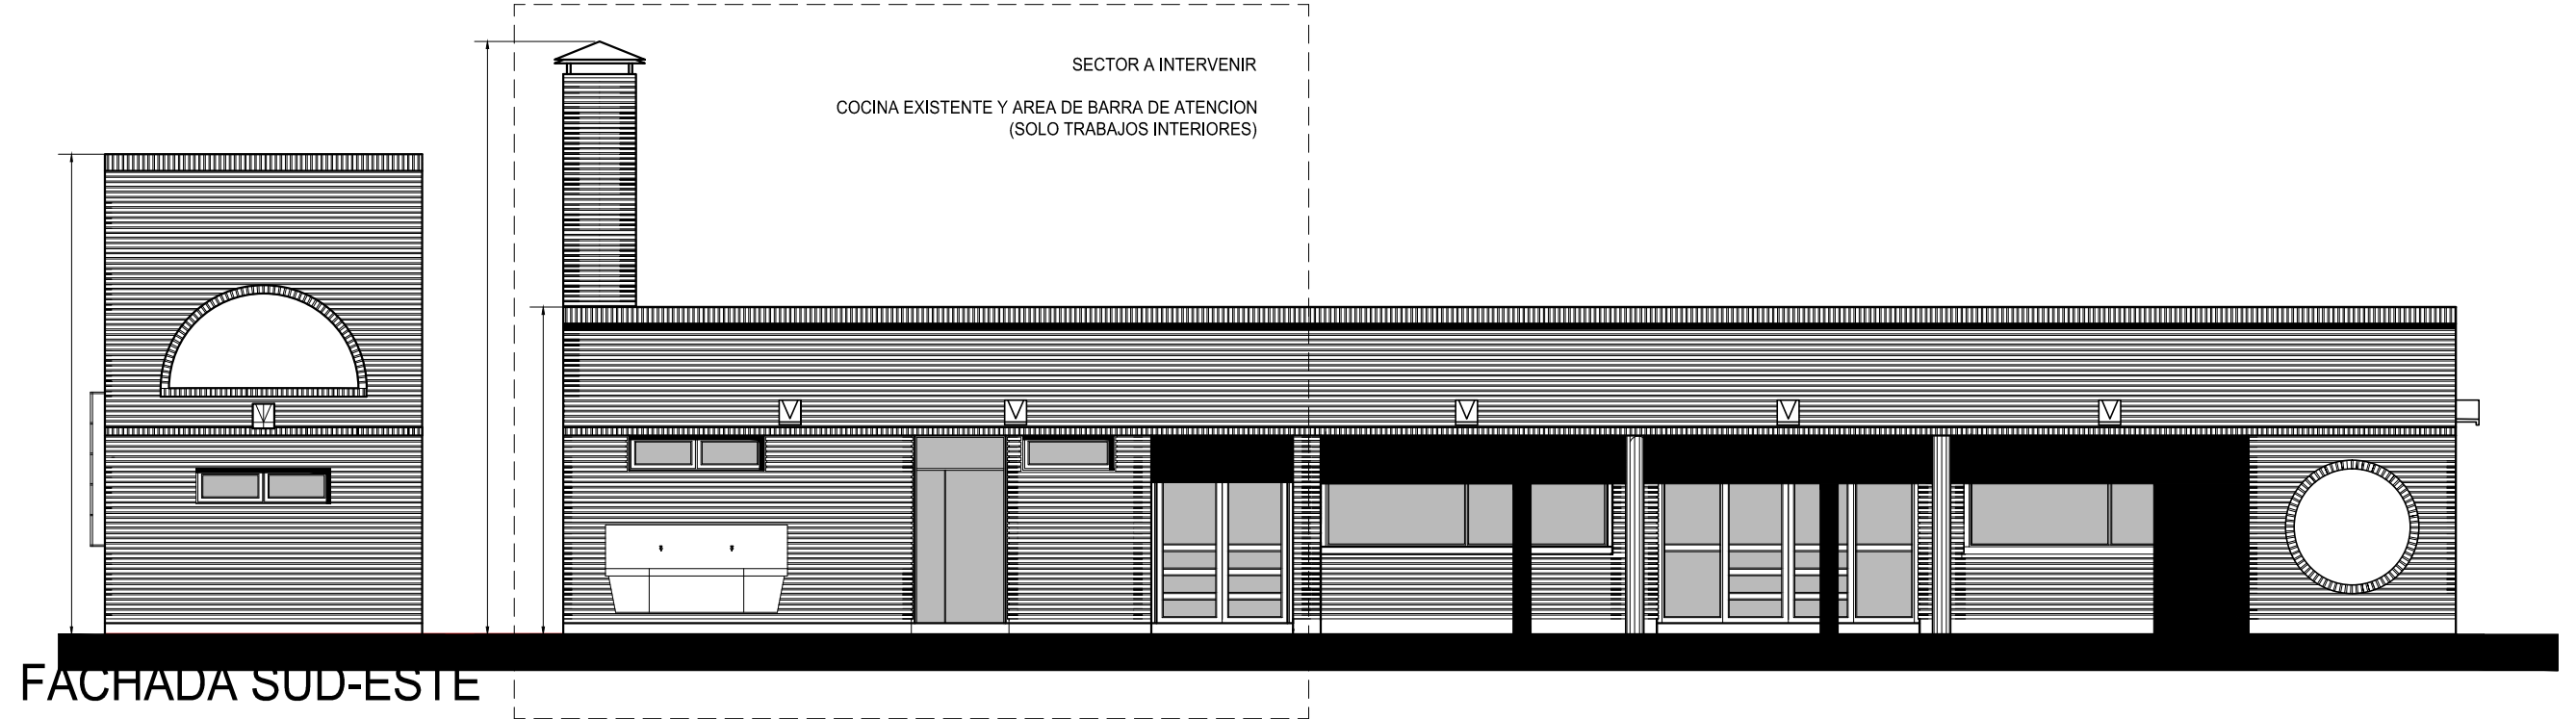 SECTOR A INTERVENIR
COCINA EXISTENTE Y AREA DE BARRA DE ATENCION
(SOLO TRABAJOS INTERIORES)
FACHADA SUD-ESTE